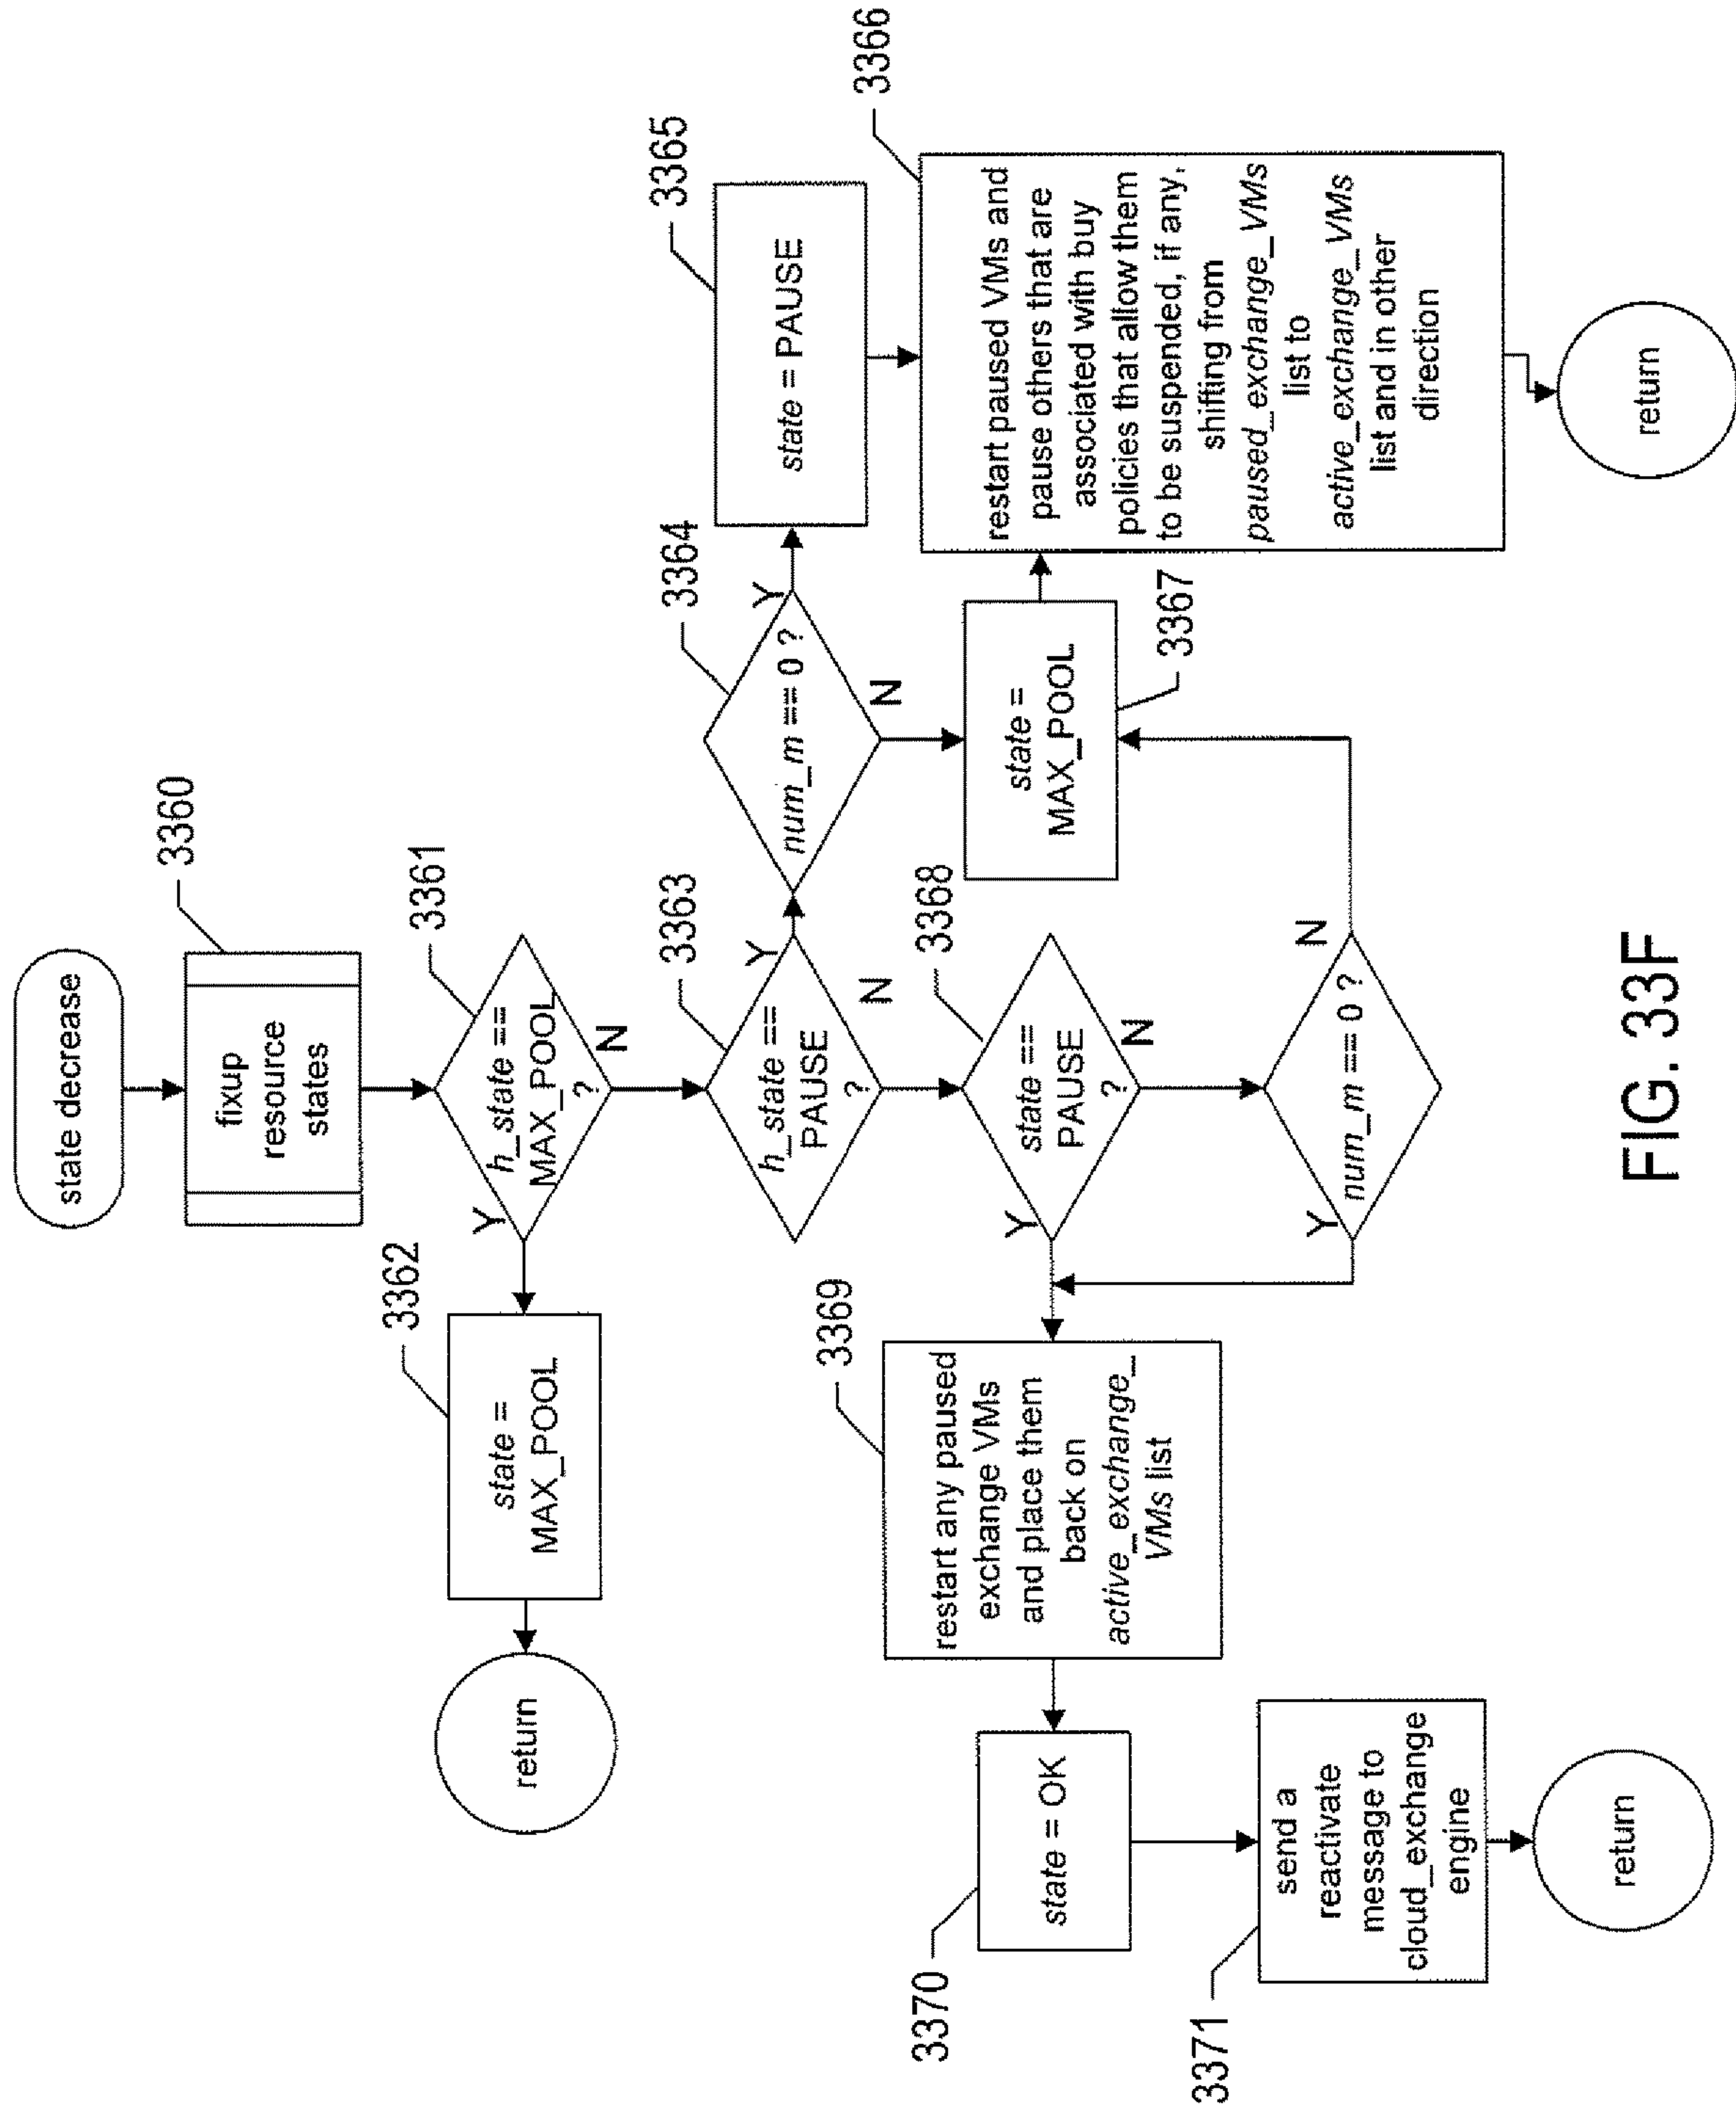 state decrease
3360
fixup
resource
states
3361
h_state ==
MAX_POOL
?
Y
N
3362
state =
MAX_POOL
return
3363
h_state ==
PAUSE
?
Y
N
3364
num_m == 0 ?
Y
N
3365
state = PAUSE
3366
restart paused VMs and
pause others that are
associated with buy
policies that allow them
to be suspended, if any,
shifting from
paused_exchange_VMs
list to
active_exchange_VMs
list and in other
direction
return
3367
state =
MAX_POOL
3368
state ==
PAUSE
?
Y
N
num_m == 0 ?
Y
N
3369
restart any paused
exchange VMs
and place them
back on
active_exchange_
VMs list
3370
state = OK
3371
send a
reactivate
message to
cloud_exchange
engine
return
FIG. 33F